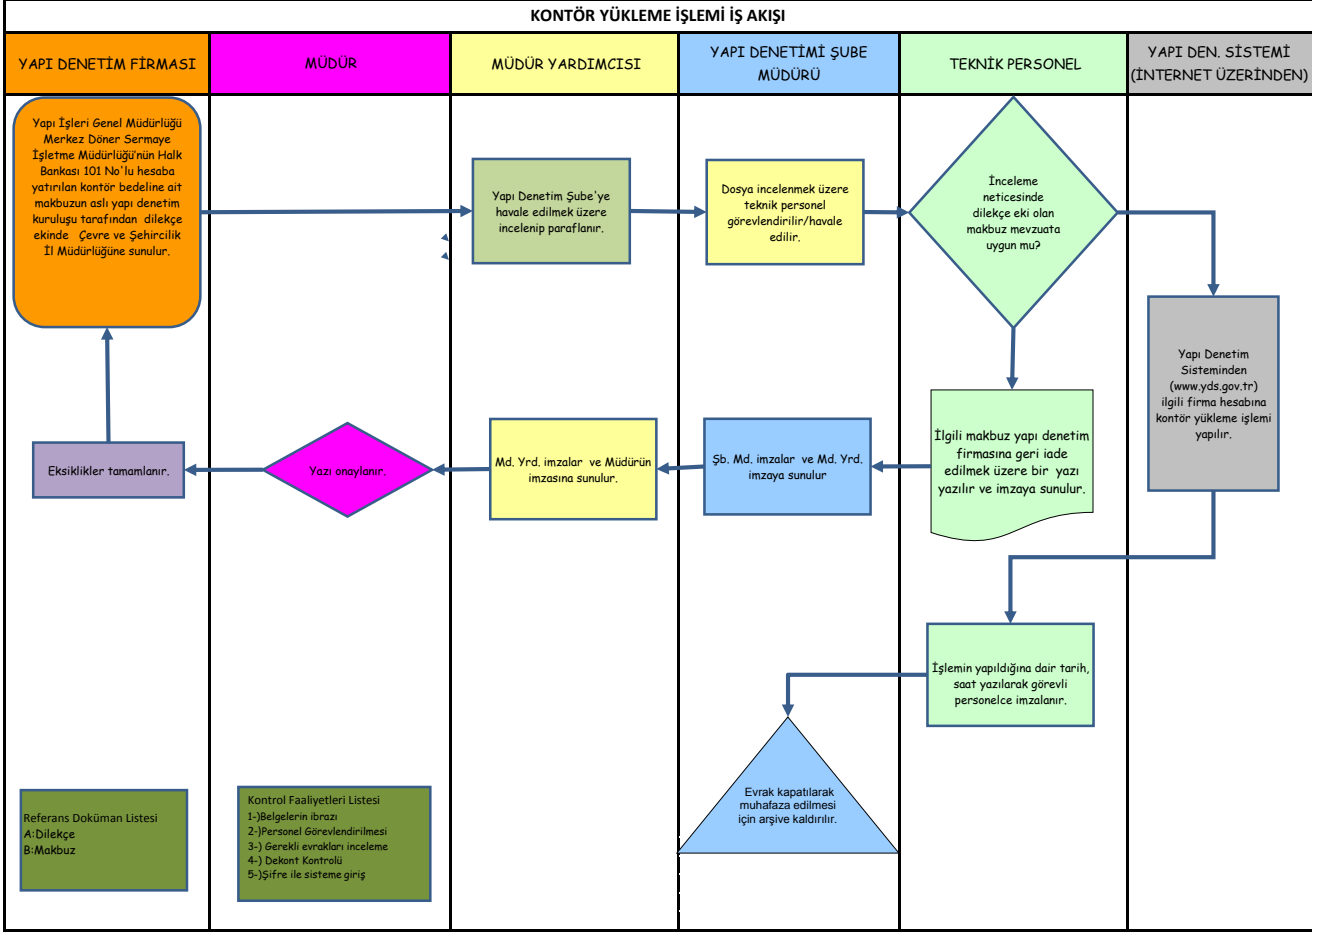 KONTÖR YÜKLEME İŞLEMİ İŞ AKIŞI
YAPI DENETİM FİRMASI
MÜDÜR
MÜDÜR YARDIMCISI
YAPI DENETİMİ ŞUBE
MÜDÜRÜ
TEKNİK PERSONEL
YAPI DEN. SİSTEMİ
(İNTERNET ÜZERİNDEN)
Yapı İşleri Genel Müdürlüğü
Merkez Döner Sermaye
İşletme Müdürlüğü'nün Halk
Bankası 101 No'lu hesaba
yatırılan kontör bedeline ait
makbuzun aslı yapı denetim
kuruluşu tarafından dilekçe
ekinde Çevre ve Şehircilik
İl Müdürlüğüne sunulur.
Yapı Denetim Şube'ye
havale edilmek üzere
incelenip paraflanır.
Dosya incelenmek üzere
teknik personel
görevlendirilir/havale
edilir.
İnceleme
neticesinde
dilekçe eki olan
makbuz mevzuata
uygun mu?
Yapı Denetim
Sisteminden
(www.yds.gov.tr)
ilgili firma hesabına
kontör yükleme işlemi
yapılır.
Eksiklikler tamamlanır.
Yazı onaylanır.
Md. Yrd. imzalar ve Müdürün
imzasına sunulur.
Şb. Md. imzalar ve Md. Yrd.
imzaya sunulur
İlgili makbuz yapı denetim
firmasına geri iade
edilmek üzere bir yazı
yazılır ve imzaya sunulur.
İşlemin yapıldığına dair tarih,
saat yazılarak görevli
personelce imzalanır.
Evrak kapatılarak
muhafaza edilmesi
için arşive kaldırılır.
Referans Doküman Listesi
A:Dilekçe
B:Makbuz
Kontrol Faaliyetleri Listesi
1-)Belgelerin ibrazı
2-)Personel Görevlendirilmesi
3-) Gerekli evrakları inceleme
4-) Dekont Kontrolü
5-)Şifre ile sisteme giriş